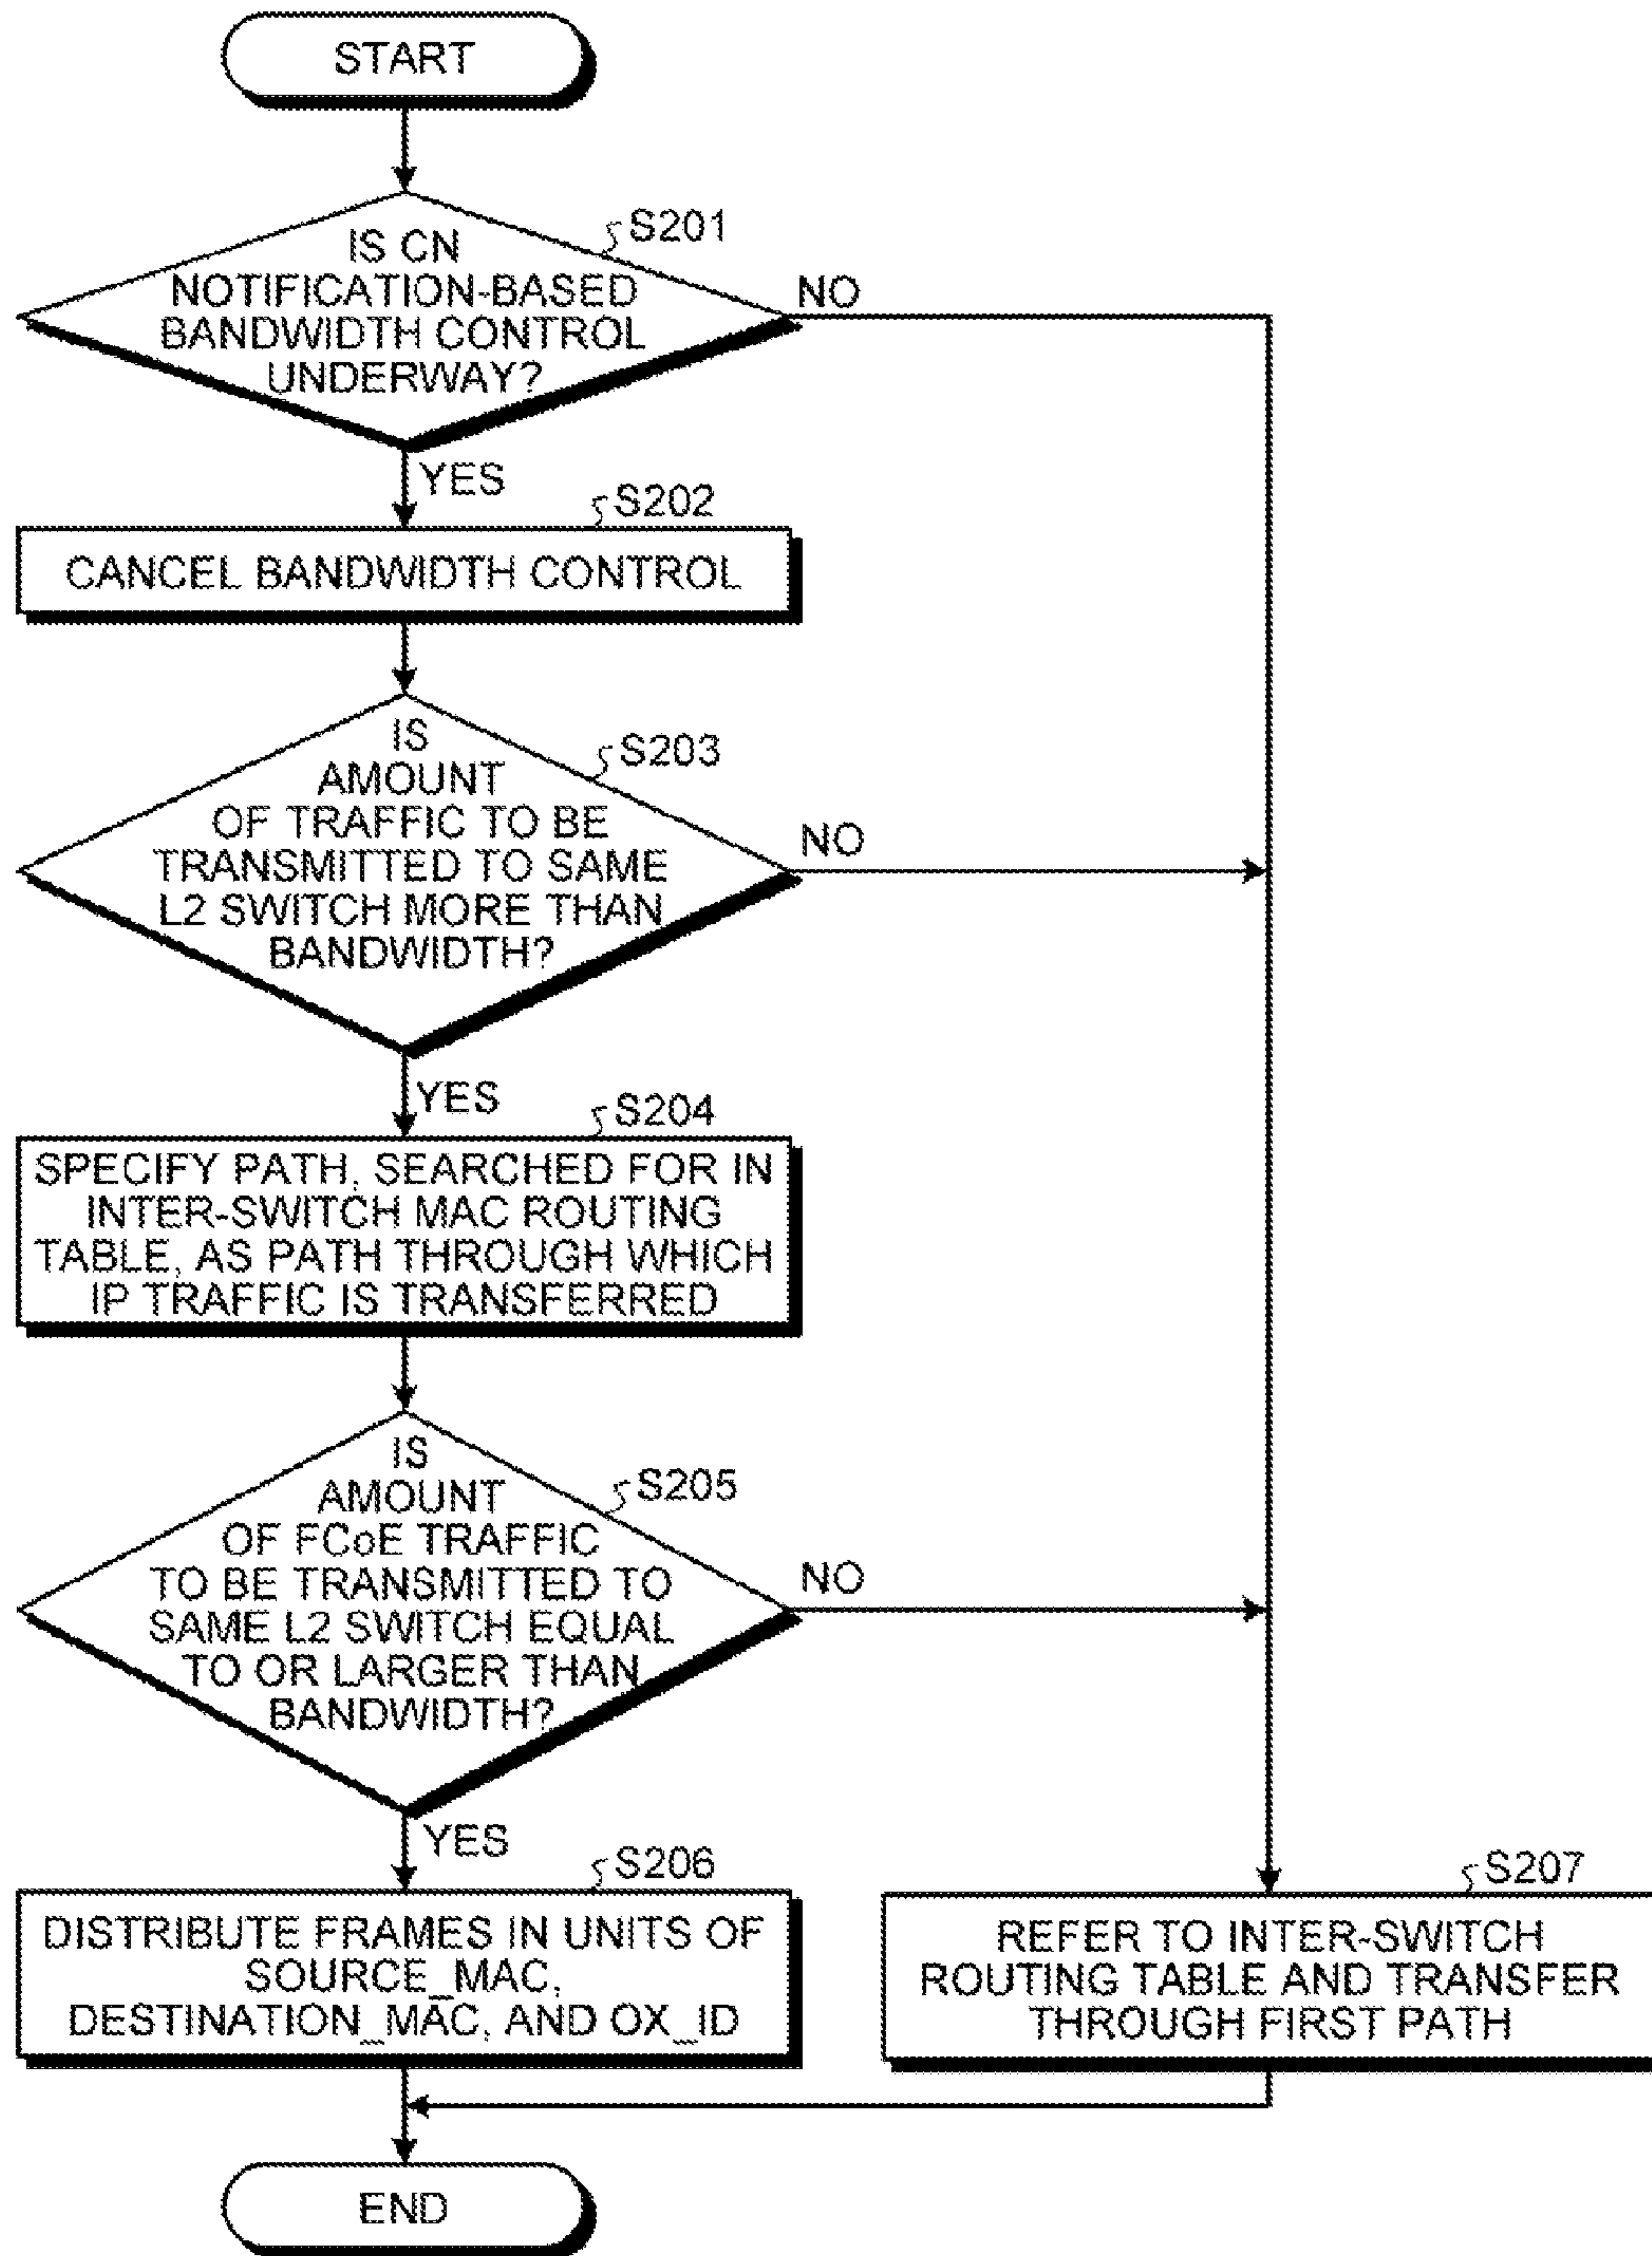 START
S201
IS CN
NOTIFICATION-BASED
BANDWIDTH CONTROL
UNDERWAY?
NO
YES
S202
CANCEL BANDWIDTH CONTROL
S203
IS
AMOUNT
OF TRAFFIC TO BE
TRANSMITTED TO SAME
L2 SWITCH MORE THAN
BANDWIDTH?
NO
YES
S204
SPECIFY PATH, SEARCHED FOR IN
INTER-SWITCH MAC ROUTING
TABLE, AS PATH THROUGH WHICH
IP TRAFFIC IS TRANSFERRED
S205
IS
AMOUNT
OF FCoE TRAFFIC
TO BE TRANSMITTED TO
SAME L2 SWITCH EQUAL
TO OR LARGER THAN
BANDWIDTH?
NO
YES
S206
DISTRIBUTE FRAMES IN UNITS OF
SOURCE_MAC,
DESTINATION_MAC, AND OX_ID
S207
REFER TO INTER-SWITCH
ROUTING TABLE AND TRANSFER
THROUGH FIRST PATH
END